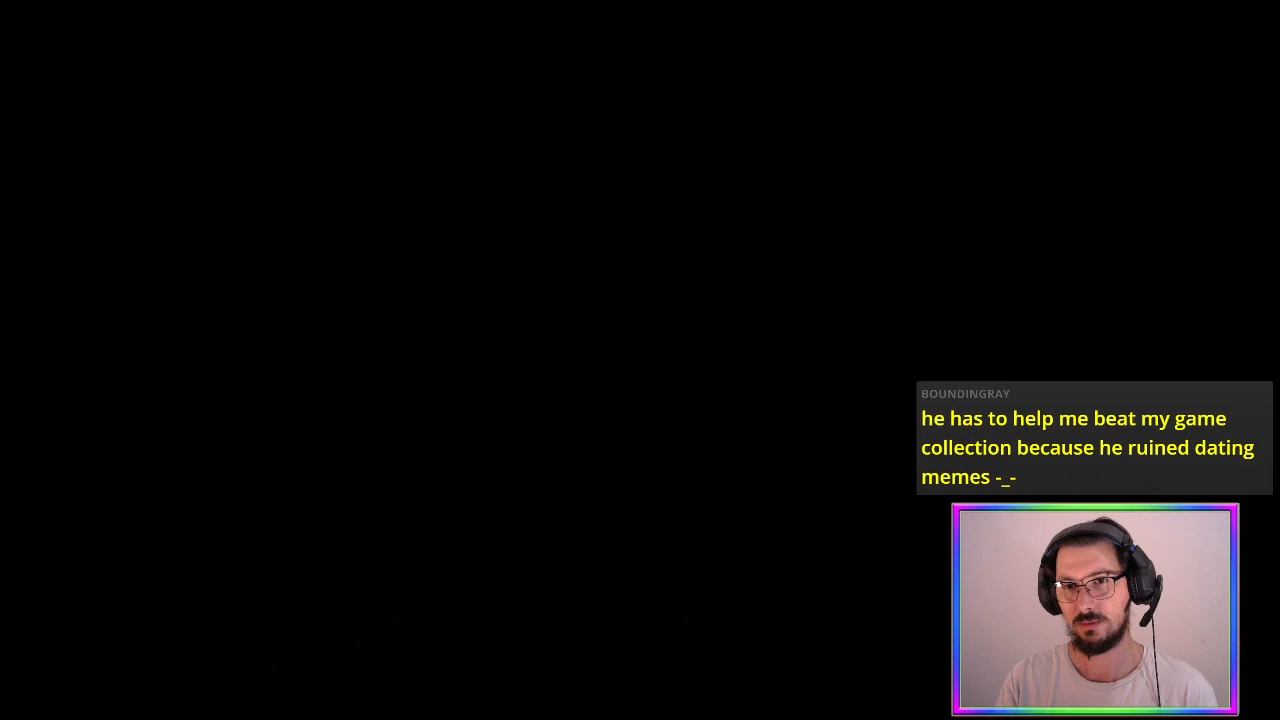 BOUNDINGRAY
he has to help me beat my game
collection because he ruined dating
memes -_-